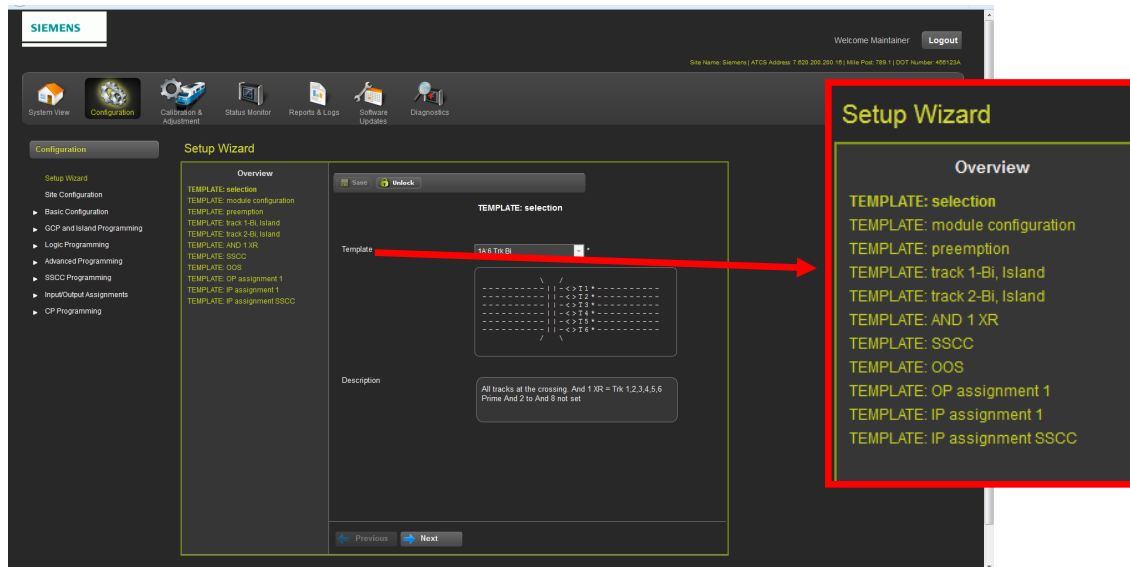 SIEMENS
Welcome Maintainer
Logout
Site Name: Siemens | ATCS Address: 7.620.200.200.16 | Mile Post: 789.1 | DOT Number: 466123A
System View
Configuration
Calibration &
Adjustment
Status Monitor
Reports & Logs
Software
Updates
Diagnostics
Configuration
Setup Wizard
Site Configuration
Basic Configuration
GCP and Island Programming
Logic Programming
Advanced Programming
SSCC Programming
Input/Output Assignments
CP Programming
Setup Wizard
Overview
TEMPLATE: selection
TEMPLATE: module configuration
TEMPLATE: preemption
TEMPLATE: track 1-Bi, Island
TEMPLATE: track 2-Bi, Island
TEMPLATE: AND 1 XR
TEMPLATE: SSCC
TEMPLATE: OOS
TEMPLATE: OP assignment 1
TEMPLATE: IP assignment 1
TEMPLATE: IP assignment SSCC
Save
Unlock
TEMPLATE: selection
Template
1A:6 Trk Bi
*
\ /
- - - - - - - - - - - | | - < > T 1 * - - - - - - - - - -
- - - - - - - - - - - | | - < > T 2 * - - - - - - - - - -
- - - - - - - - - - - | | - < > T 3 * - - - - - - - - - -
- - - - - - - - - - - | | - < > T 4 * - - - - - - - - - -
- - - - - - - - - - - | | - < > T 5 * - - - - - - - - - -
- - - - - - - - - - - | | - < > T 6 * - - - - - - - - - -
/ \
Description
All tracks at the crossing. And 1 XR = Trk 1,2,3,4,5,6
Prime And 2 to And 8 not set
Previous
Next
Setup Wizard
Overview
TEMPLATE: selection
TEMPLATE: module configuration
TEMPLATE: preemption
TEMPLATE: track 1-Bi, Island
TEMPLATE: track 2-Bi, Island
TEMPLATE: AND 1 XR
TEMPLATE: SSCC
TEMPLATE: OOS
TEMPLATE: OP assignment 1
TEMPLATE: IP assignment 1
TEMPLATE: IP assignment SSCC